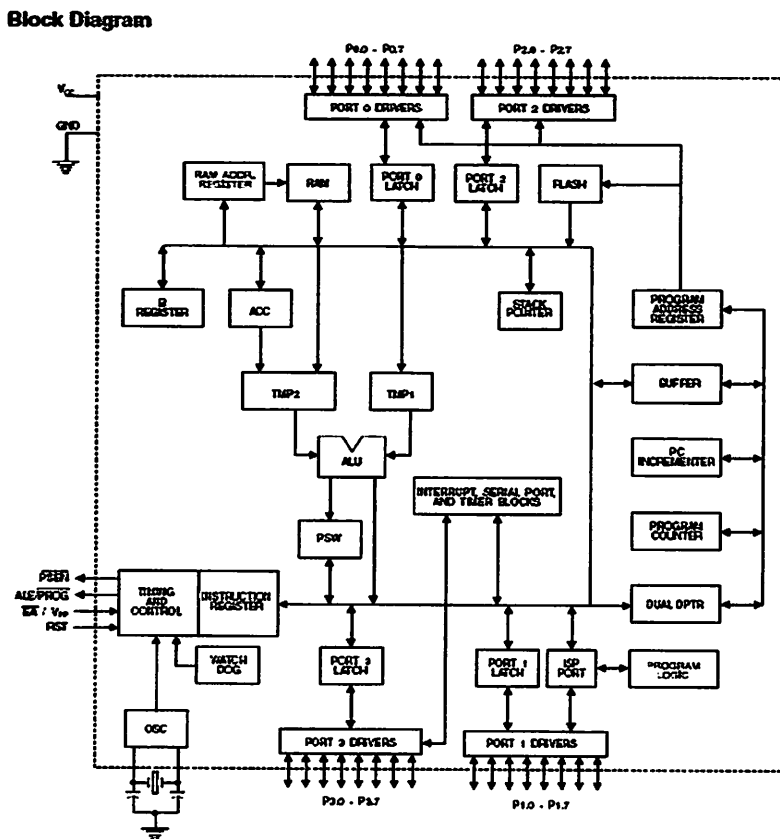 Block Diagram
P0.0 - P0.7
P2.0 - P2.7
VCC
PORT 0 DRIVERS
PORT 2 DRIVERS
GND
RAM ADDR.
REGISTER
RAM
PORT 0
LATCH
PORT 2
LATCH
FLASH
B
REGISTER
ACC
STACK
POINTER
PROGRAM
ADDRESS
REGISTER
BUFFER
TMP2
TMP1
ALU
PC
INCREMENTER
INTERRUPT, SERIAL PORT,
AND TIMER BLOCKS
PROGRAM
COUNTER
PSW
PSEN
ALE/PROG
EA / VPP
RST
TIMING
AND
CONTROL
INSTRUCTION
REGISTER
DUAL DPTR
WATCH
DOG
PORT 3
LATCH
PORT 1
LATCH
ISP
PORT
PROGRAM
LOGIC
OSC
PORT 3 DRIVERS
PORT 1 DRIVERS
P3.0 - P3.7
P1.0 - P1.7